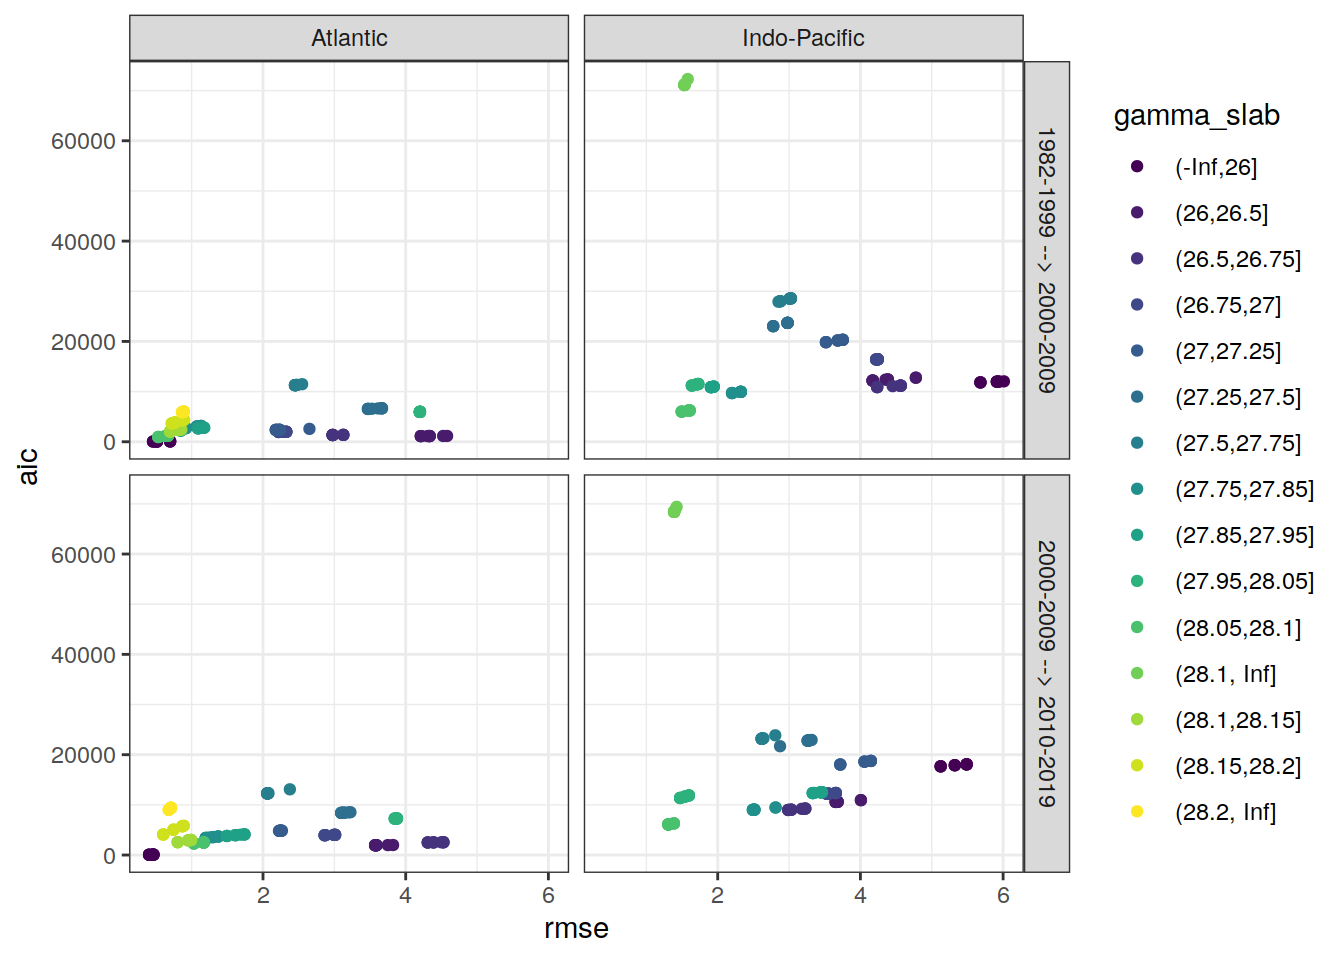 Atlantic
Indo-Pacific
60000
40000
20000
0
1982-1999 --> 2000-2009
60000
40000
20000
0
2000-2009 --> 2010-2019
2
4
6
2
4
6
rmse
aic
gamma_slab
(-Inf,26]
(26,26.5]
(26.5,26.75]
(26.75,27]
(27,27.25]
(27.25,27.5]
(27.5,27.75]
(27.75,27.85]
(27.85,27.95]
(27.95,28.05]
(28.05,28.1]
(28.1, Inf]
(28.1,28.15]
(28.15,28.2]
(28.2, Inf]